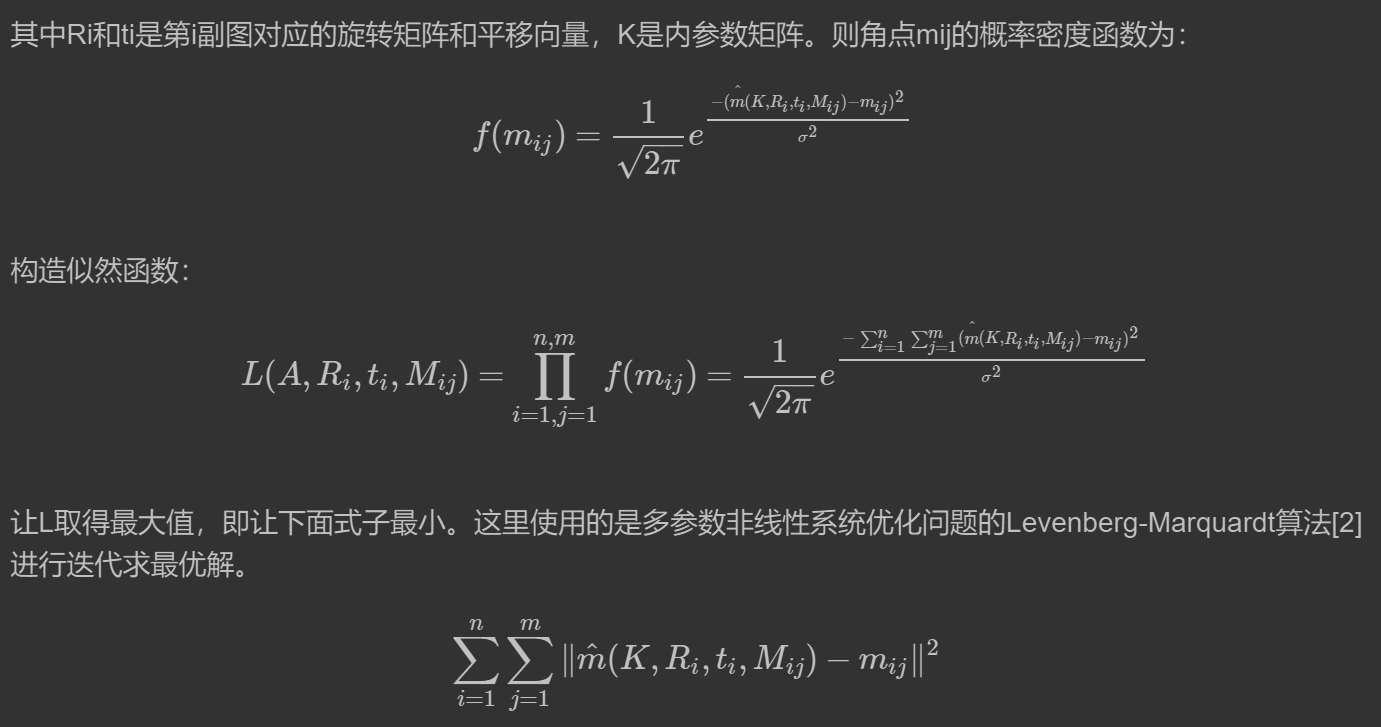 其中Ri和ti是第i副图对应的旋转矩阵和平移向量，K是内参数矩阵。则角点mij的概率密度函数为：
$f(m_{ij}) = \frac{1}{\sqrt{2\pi}} e^{\frac{-(\hat{m}(K,R_i,t_i,M_{ij})-m_{ij})^2}{\sigma^2}}$
构造似然函数：
$L(A, R_i, t_i, M_{ij}) = \prod_{i=1,j=1}^{n,m} f(m_{ij}) = \frac{1}{\sqrt{2\pi}} e^{\frac{-\sum_{i=1}^{n}\sum_{j=1}^{m}(\hat{m}(K,R_i,t_i,M_{ij})-m_{ij})^2}{\sigma^2}}$
让L取得最大值，即让下面式子最小。这里使用的是多参数非线性系统优化问题的Levenberg-Marquardt算法[2]
进行迭代求最优解。
$\sum_{i=1}^{n} \sum_{j=1}^{m} \|\hat{m}(K, R_i, t_i, M_{ij}) - m_{ij}\|^2$